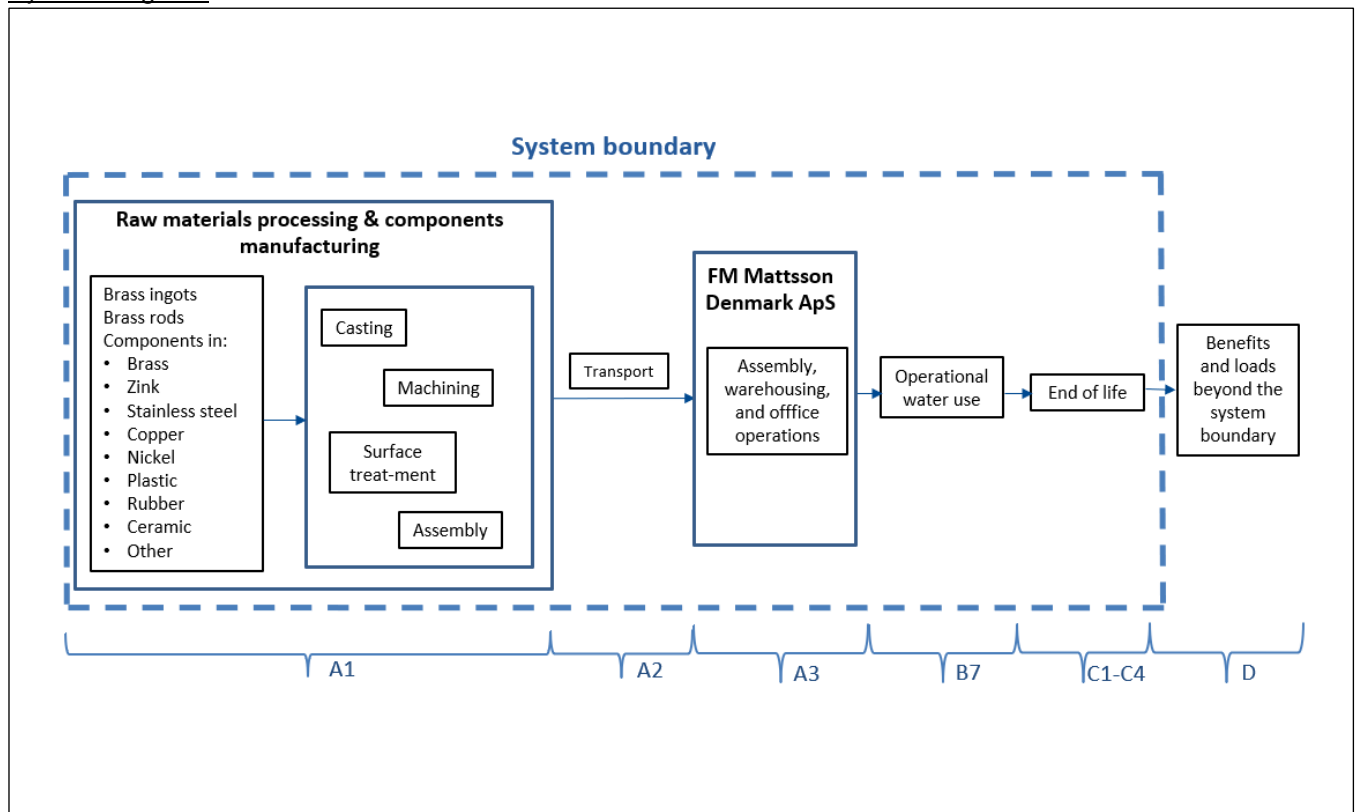 System boundary
Raw materials processing & components
manufacturing
Brass ingots
Brass rods
Components in:
• Brass
• Zink
• Stainless steel
• Copper
• Nickel
• Plastic
• Rubber
• Ceramic
• Other
Casting
Machining
Surface
treat-ment
Assembly
Transport
FM Mattsson
Denmark ApS
Assembly,
warehousing,
and offfice
operations
Operational
water use
End of life
Benefits
and loads
beyond the
system
boundary
A1
A2
A3
B7
C1-C4
D